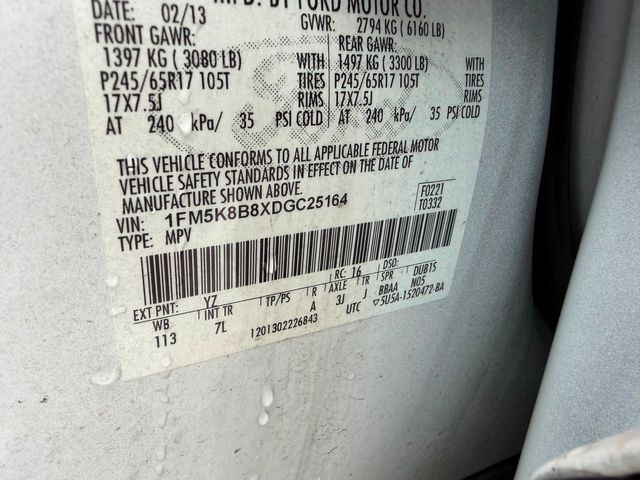 MFD. BY FORD MOTOR CO.
DATE: 02/13 GVWR: 2794 KG ( 6160 LB)
FRONT GAWR: REAR GAWR:
1397 KG ( 3080 LB) WITH 1497 KG ( 3300 LB) WITH
P245/65R17 105T TIRES P245/65R17 105T TIRES
17X7.5J RIMS 17X7.5J RIMS
AT 240 kPa/ 35 PSI COLD AT 240 kPa/ 35 PSI COLD
THIS VEHICLE CONFORMS TO ALL APPLICABLE FEDERAL MOTOR
VEHICLE SAFETY STANDARDS IN EFFECT ON THE DATE OF
MANUFACTURE SHOWN ABOVE.
VIN: 1FM5K8B8XDGC25164 F0221
TYPE: MPV T0332
EXT PNT: YZ RC: 16 DSO:
WB INT TR TP/PS R AXLE TR SPR DUB1S
113 7L A 3J J BBAA N05
1201302226843 UTC ▽5U5A-1520472-BA